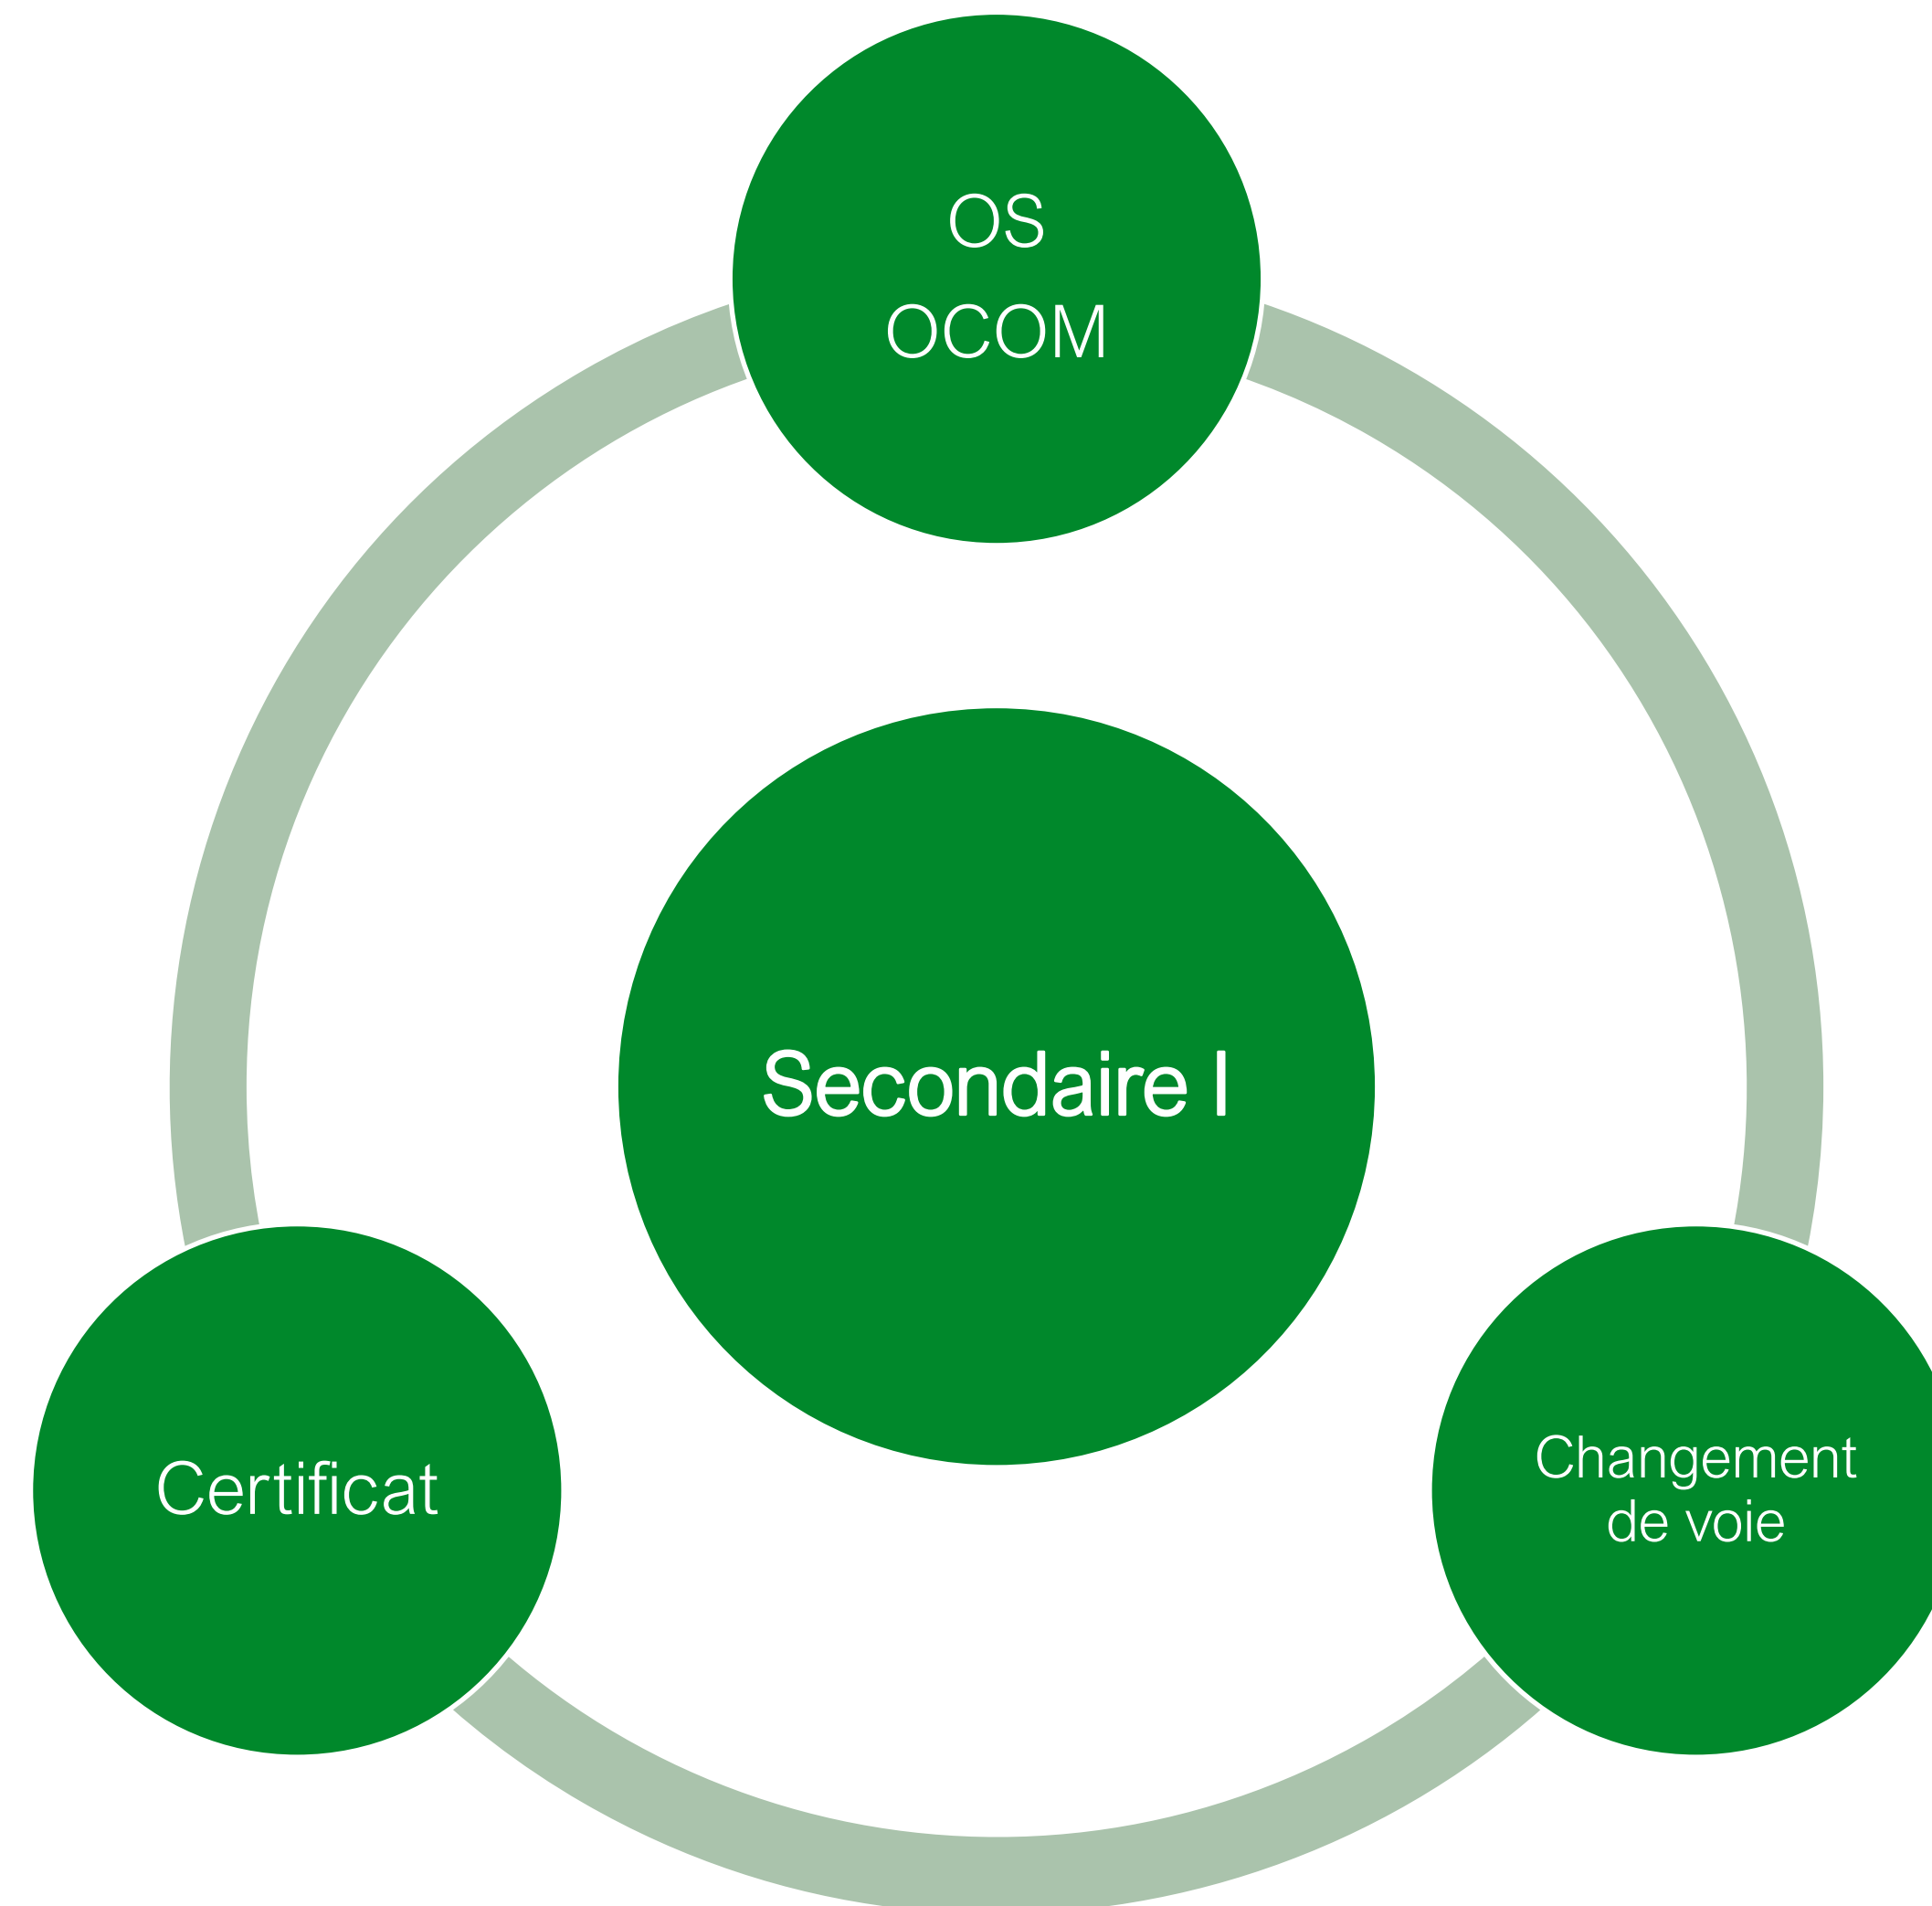 OS
OCOM
Secondaire I
Certificat
Changement
de voie